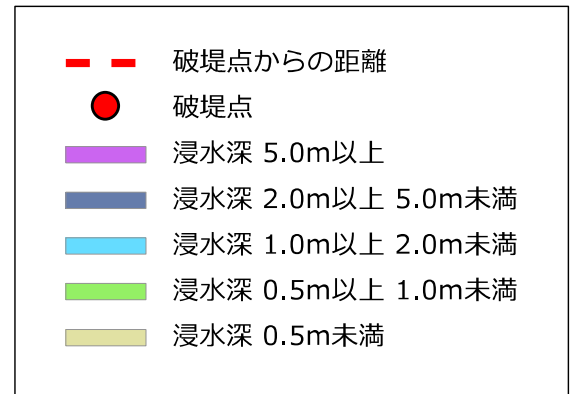 破堤点からの距離
破堤点
浸水深 5.0m以上
浸水深 2.0m以上 5.0m未満
浸水深 1.0m以上 2.0m未満
浸水深 0.5m以上 1.0m未満
浸水深 0.5m未満